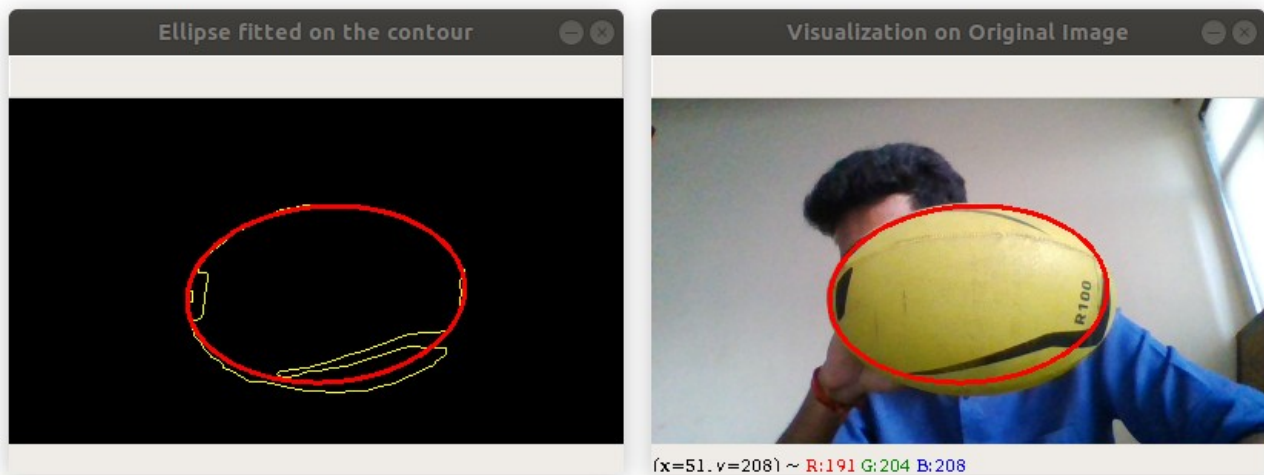 Ellipse fitted on the contour
Visualization on Original Image
R100
(x=51, y=208) ~ R:191 G:204 B:208